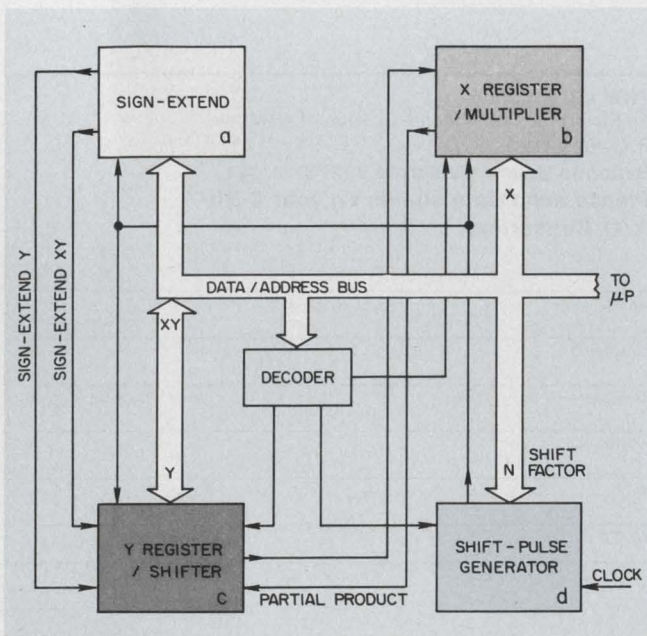 SIGN-EXTEND
a
X REGISTER
/MULTIPLIER
b
SIGN-EXTEND Y
SIGN-EXTEND XY
X
DATA/ADDRESS BUS
TO
μP
XY
DECODER
Y
N
SHIFT
FACTOR
Y REGISTER
/ SHIFTER
c
PARTIAL PRODUCT
SHIFT-PULSE
GENERATOR
d
CLOCK